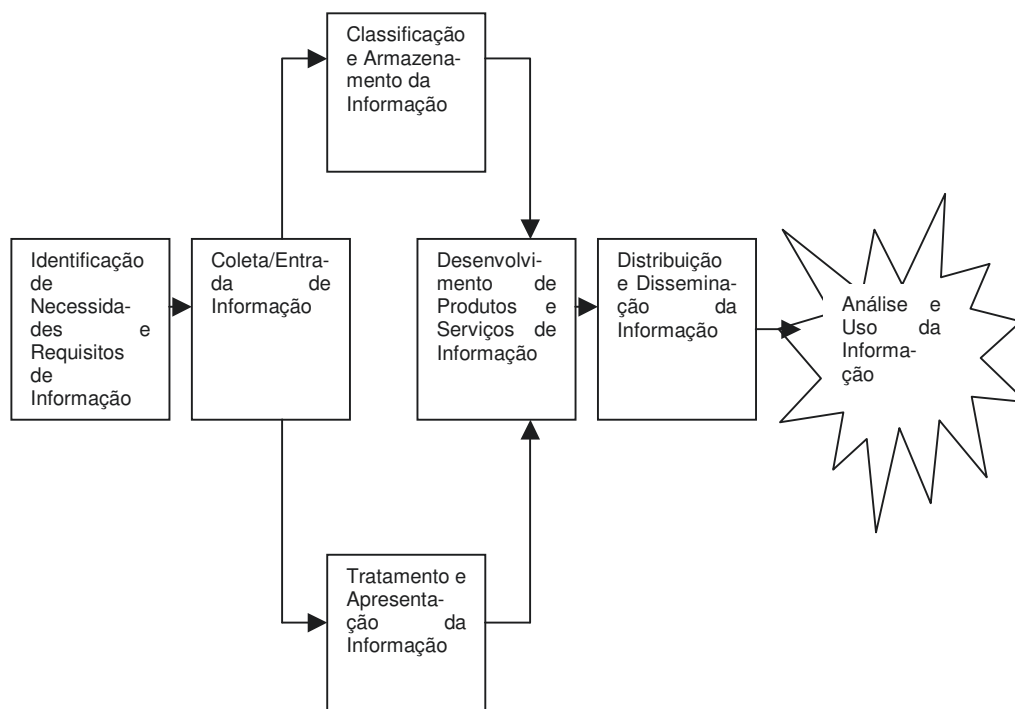 Classificação
e Armazena-
mento da
Informação
Identificação
de
Necessida-
des e
Requisitos
de
Informação
Coleta/Entra-
da de
Informação
Desenvolvi-
mento de
Produtos e
Serviços de
Informação
Distribuição
e Dissemina-
ção da
Informação
Análise e
Uso da
Informa-
ção
Tratamento e
Apresenta-
ção da
Informação